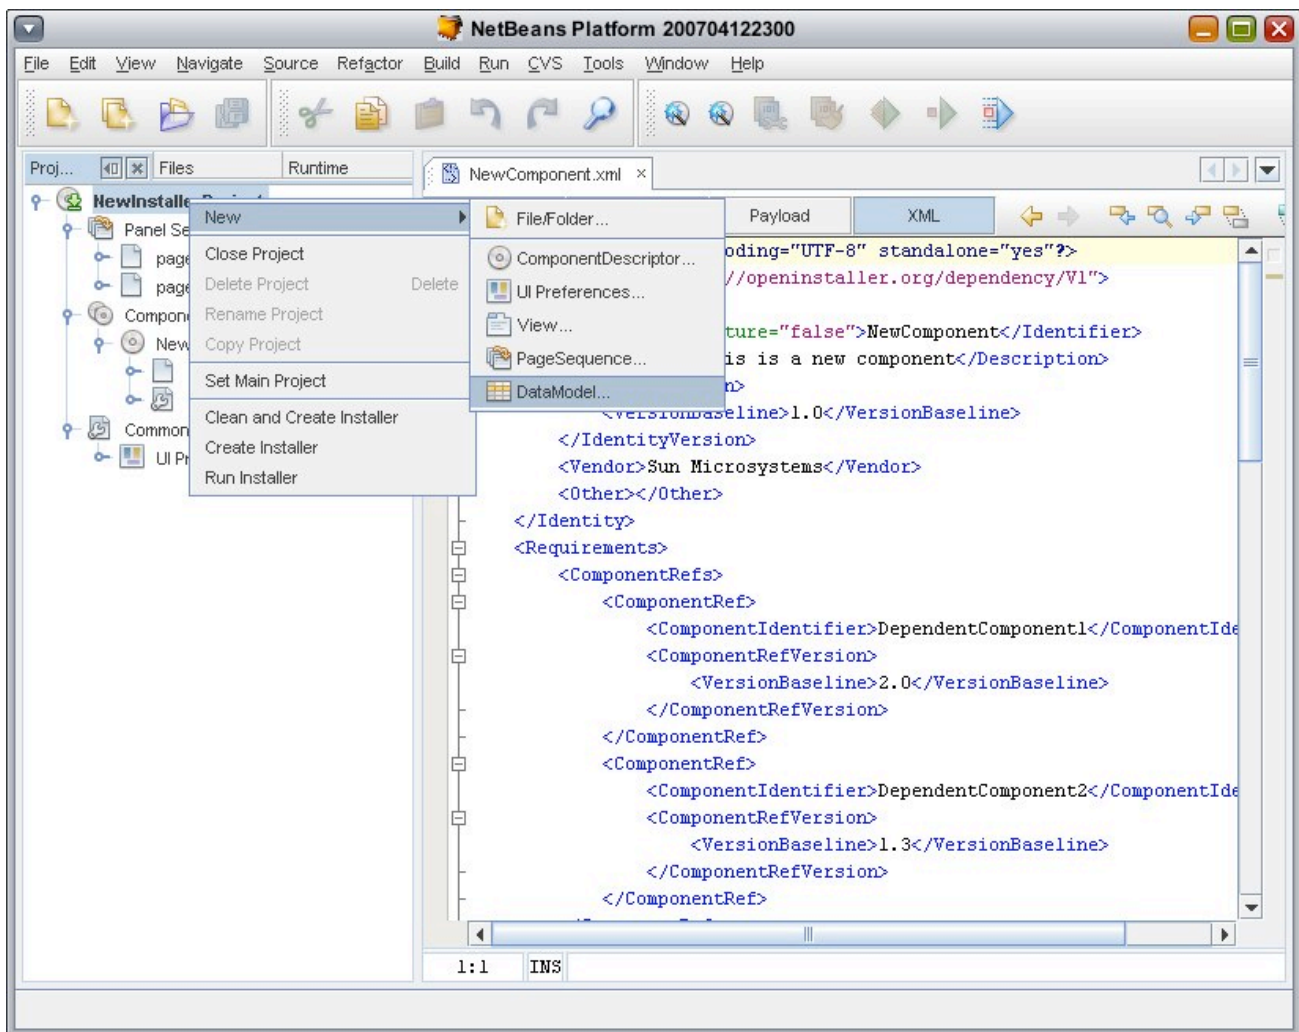 NetBeans Platform 200704122300
File Edit View Navigate Source Refactor Build Run CVS Tools Window Help
Proj... Files Runtime
NewComponent.xml
Payload XML
NewInstalle
Panel Se
page
page
Compon
New
Common
UI Pr
New
Close Project
Delete Project Delete
Rename Project
Copy Project
Set Main Project
Clean and Create Installer
Create Installer
Run Installer
File/Folder...
ComponentDescriptor...
UI Preferences...
View...
PageSequence...
DataModel...
oding="UTF-8" standalone="yes"?>
//openinstaller.org/dependency/V1">
ture="false">NewComponent</Identifier>
is is a new component</Description>
n>
<VersionBaseline>1.0</VersionBaseline>
</IdentityVersion>
<Vendor>Sun Microsystems</Vendor>
<Other></Other>
</Identity>
<Requirements>
<ComponentRefs>
<ComponentRef>
<ComponentIdentifier>DependentComponent1</ComponentIde
<ComponentRefVersion>
<VersionBaseline>2.0</VersionBaseline>
</ComponentRefVersion>
</ComponentRef>
<ComponentRef>
<ComponentIdentifier>DependentComponent2</ComponentIde
<ComponentRefVersion>
<VersionBaseline>1.3</VersionBaseline>
</ComponentRefVersion>
</ComponentRef>
1:1 INS